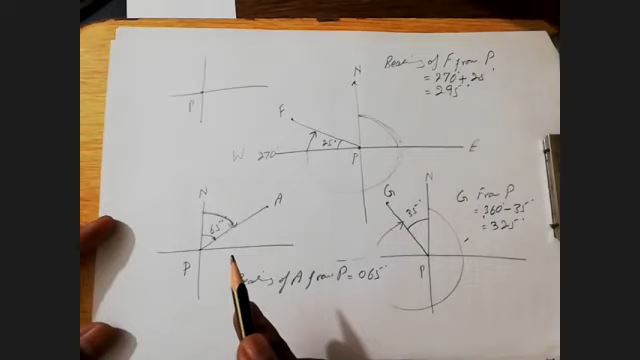 P
Bearing of F from P
= 270° + 25°
= 295°
N
F
W 270° 25° P E
N
A
65°
P
Bearing of A from P = 065°
N
G
35°
P
G From P
= 360° - 35°
= 325°